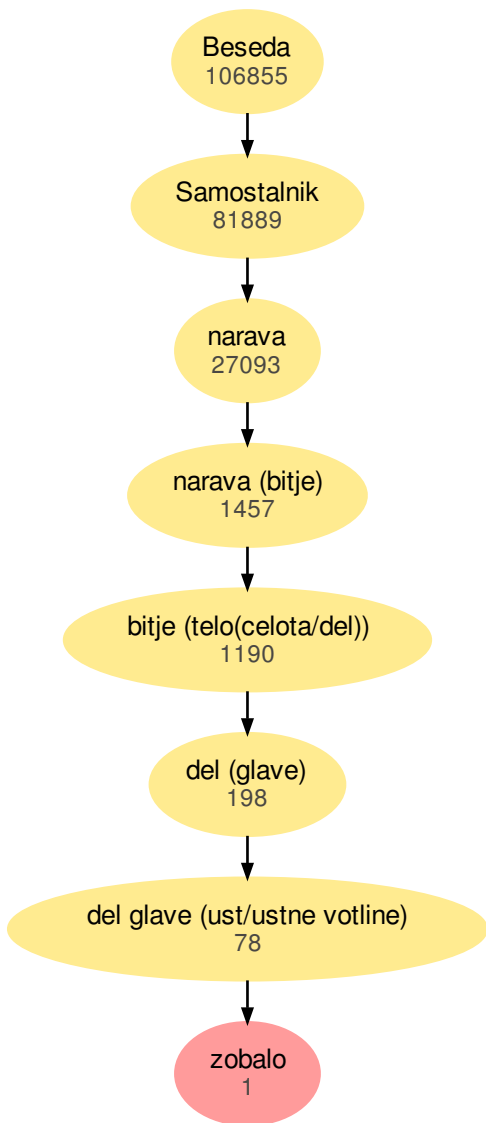 Beseda
106855
Samostalnik
81889
narava
27093
narava (bitje)
1457
bitje (telo(celota/del))
1190
del (glave)
198
del glave (ust/ustne votline)
78
zobalo
1